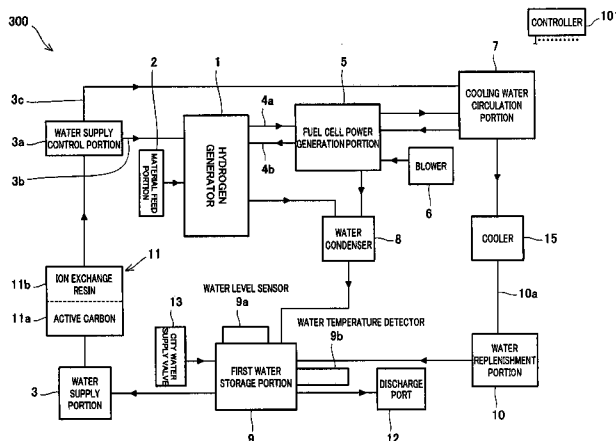 300
CONTROLLER
101
2
1
5
7
3c
4a
COOLING WATER
CIRCULATION
PORTION
3a
WATER SUPPLY
CONTROL PORTION
3b
MATERIAL FEED
PORTION
HYDROGEN
GENERATOR
4b
FUEL CELL POWER
GENERATION PORTION
BLOWER
6
WATER
CONDENSER
8
COOLER
15
11b
ION EXCHANGE
RESIN
11
11a
ACTIVE CARBON
WATER LEVEL SENSOR
13
9a
10a
CITY WATER
SUPPLY VALVE
WATER TEMPERATURE DETECTOR
9b
3
WATER
SUPPLY
PORTION
FIRST WATER
STORAGE PORTION
9
DISCHARGE
PORT
12
WATER
REPLENISHMENT
PORTION
10